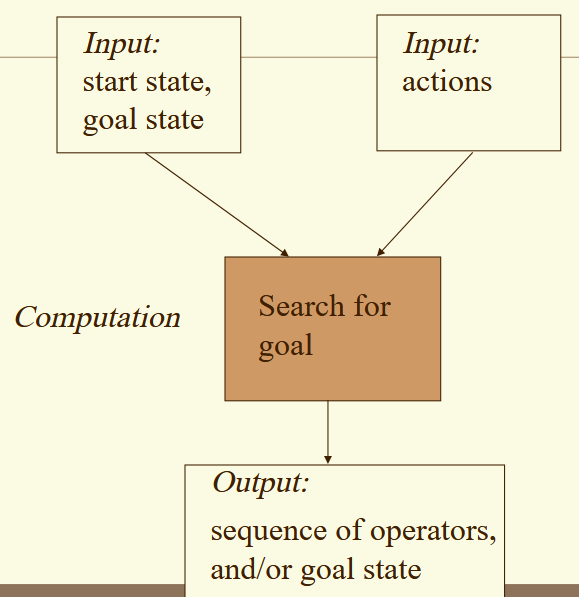 Input:
start state,
goal state
Input:
actions
Computation
Search for
goal
Output:
sequence of operators,
and/or goal state